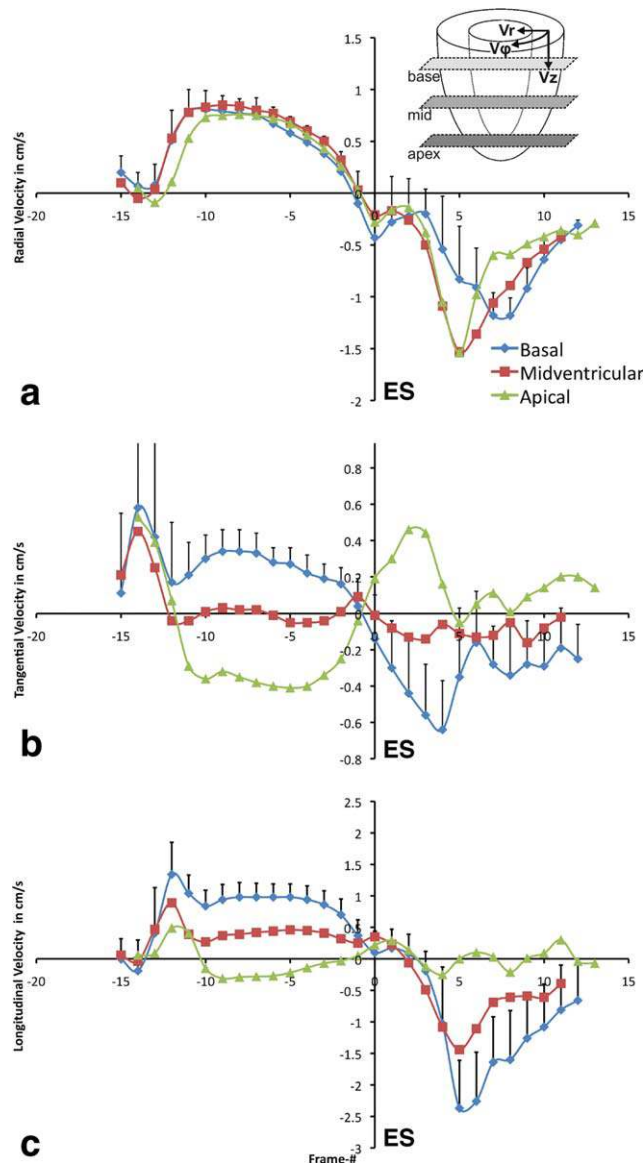 a
Radial Velocity in cm/s
1.5
1
0.5
0
-0.5
-1
-1.5
-2
-20 -15 -10 -5 0 5 10 15
Vr
Vφ
Vz
base
mid
apex
Basal
Midventricular
Apical
ES
b
Tangential Velocity in cm/s
0.8
0.6
0.4
0.2
0
-0.2
-0.4
-0.6
-0.8
-20 -15 -10 -5 0 5 10 15
ES
c
Longitudinal Velocity in cm/s
2.5
2
1.5
1
0.5
0
-0.5
-1
-1.5
-2
-2.5
-3
-20 -15 -10 -5 0 5 10 15
ES
Frame-#